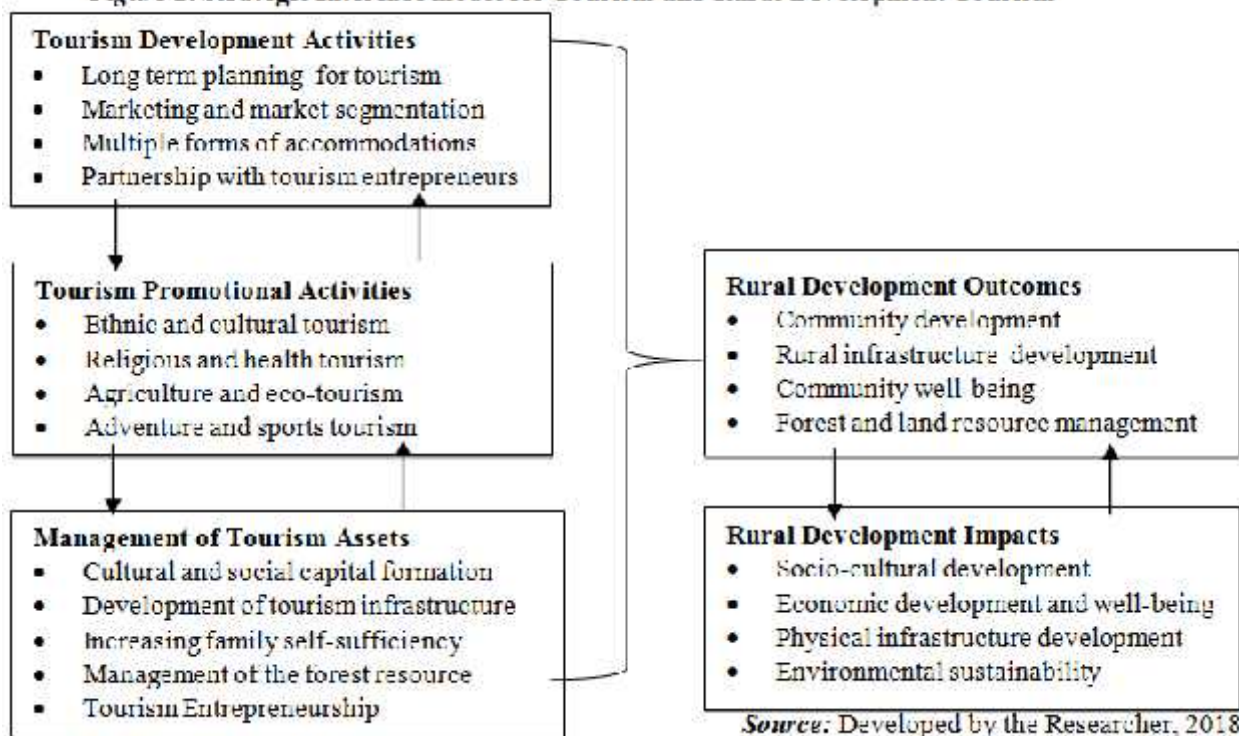 Tourism Development Activities
• Long term planning for tourism
• Marketing and market segmentation
• Multiple forms of accommodations
• Partnership with tourism entrepreneurs
Tourism Promotional Activities
• Ethnic and cultural tourism
• Religious and health tourism
• Agriculture and eco-tourism
• Adventure and sports tourism
Management of Tourism Assets
• Cultural and social capital formation
• Development of tourism infrastructure
• Increasing family self-sufficiency
• Management of the forest resource
• Tourism Entrepreneurship
Rural Development Outcomes
• Community development
• Rural infrastructure development
• Community well-being
• Forest and land resource management
Rural Development Impacts
• Socio-cultural development
• Economic development and well-being
• Physical infrastructure development
• Environmental sustainability
Source: Developed by the Researcher, 2018